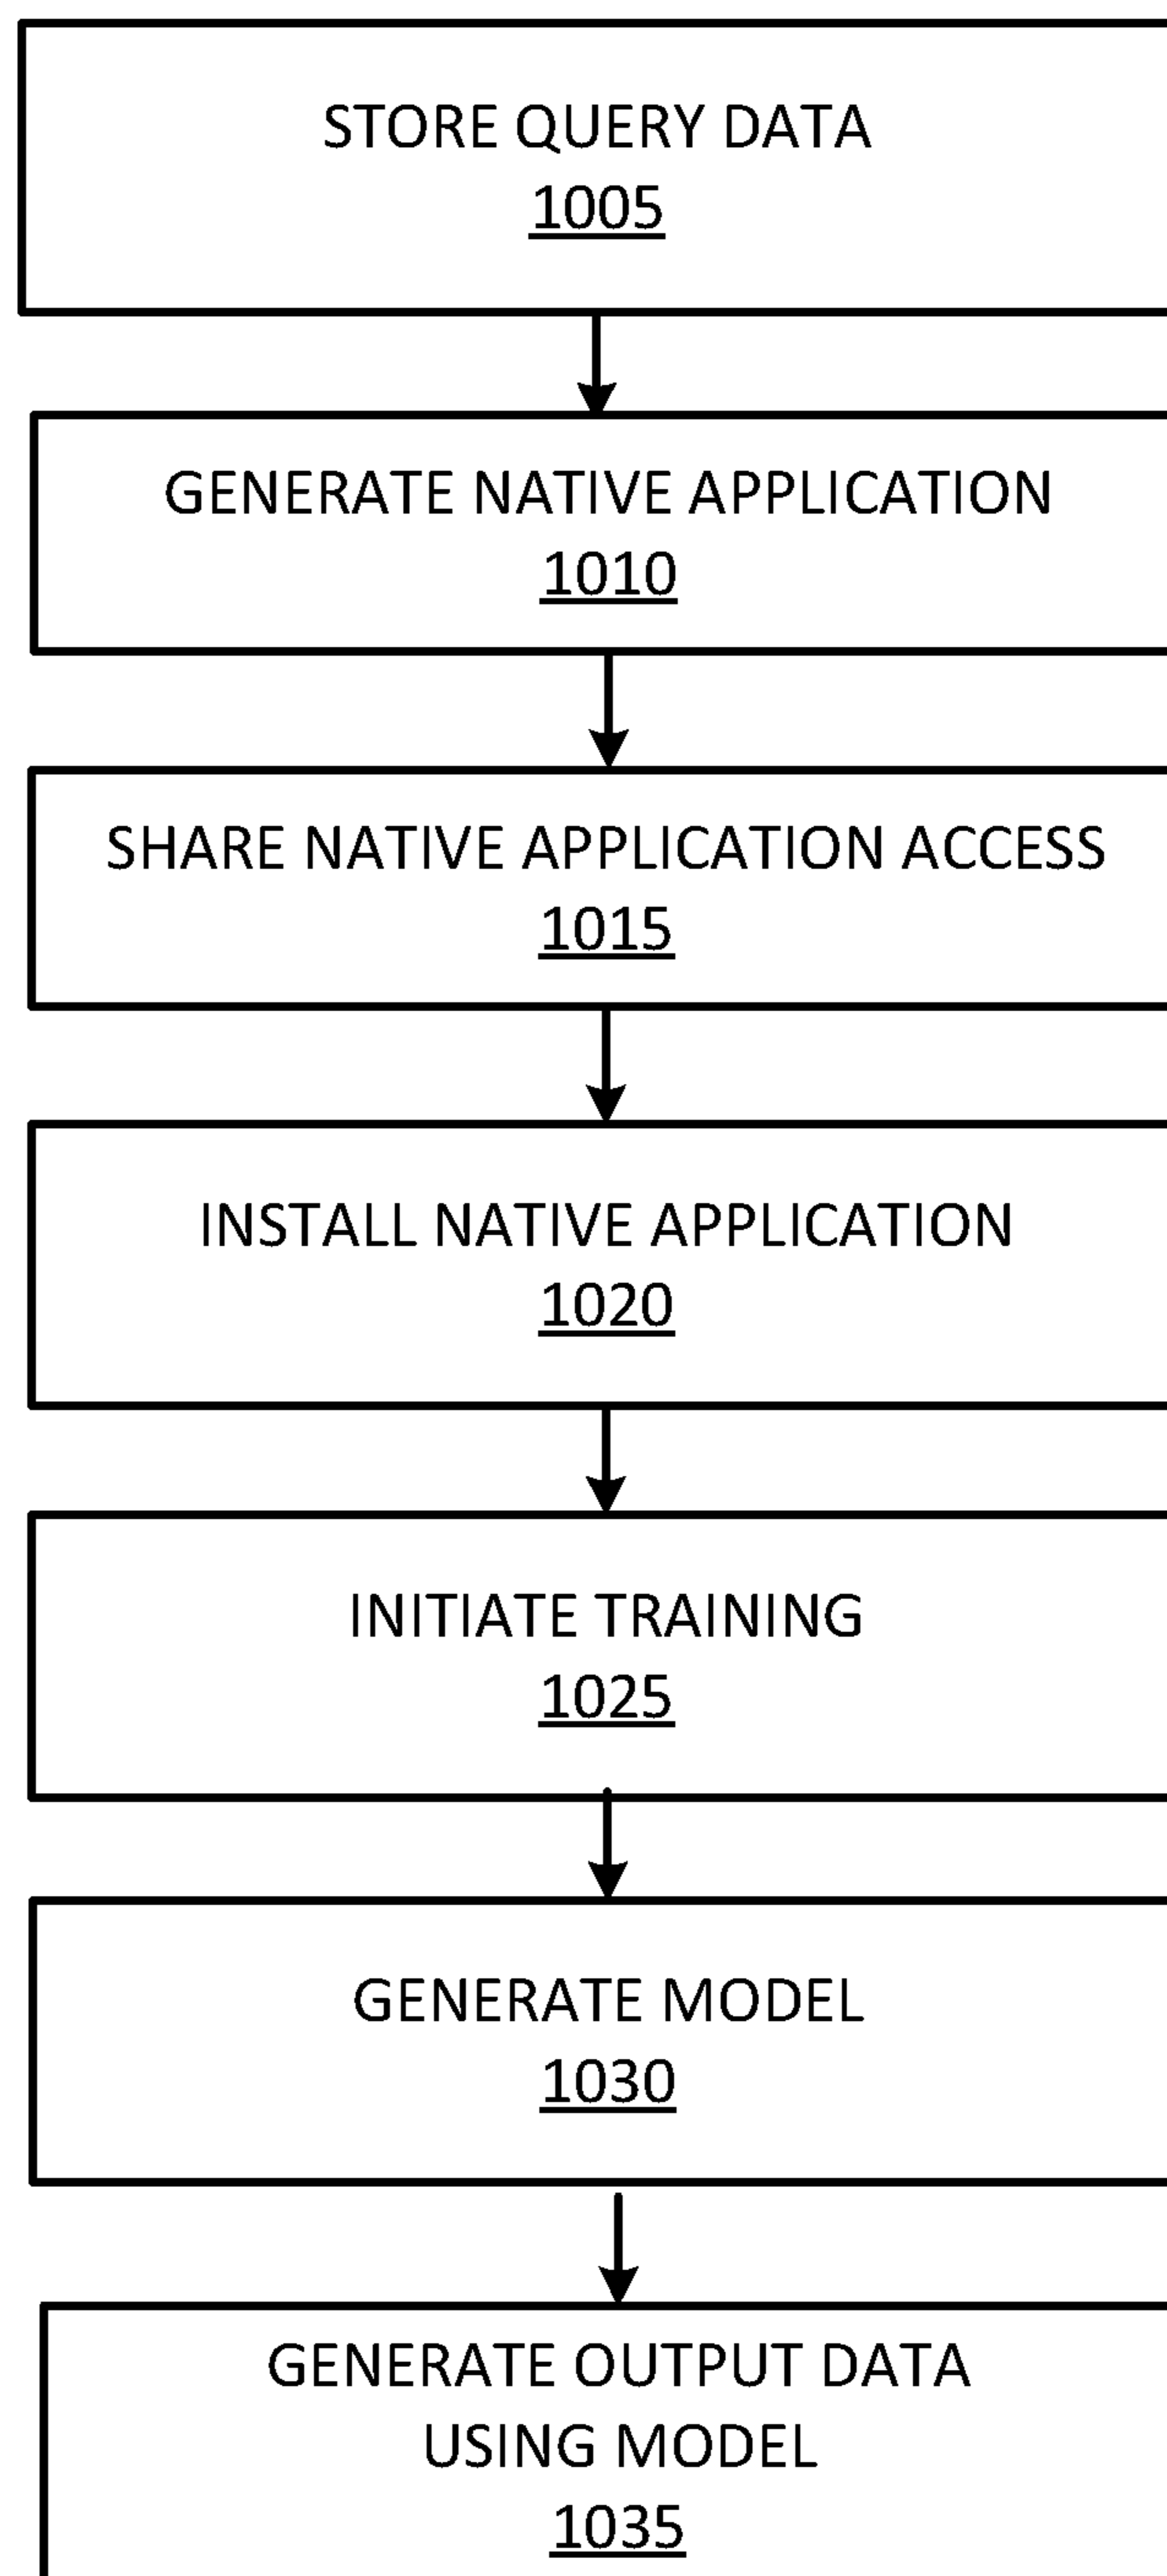 STORE QUERY DATA
1005
GENERATE NATIVE APPLICATION
1010
SHARE NATIVE APPLICATION ACCESS
1015
INSTALL NATIVE APPLICATION
1020
INITIATE TRAINING
1025
GENERATE MODEL
1030
GENERATE OUTPUT DATA
USING MODEL
1035